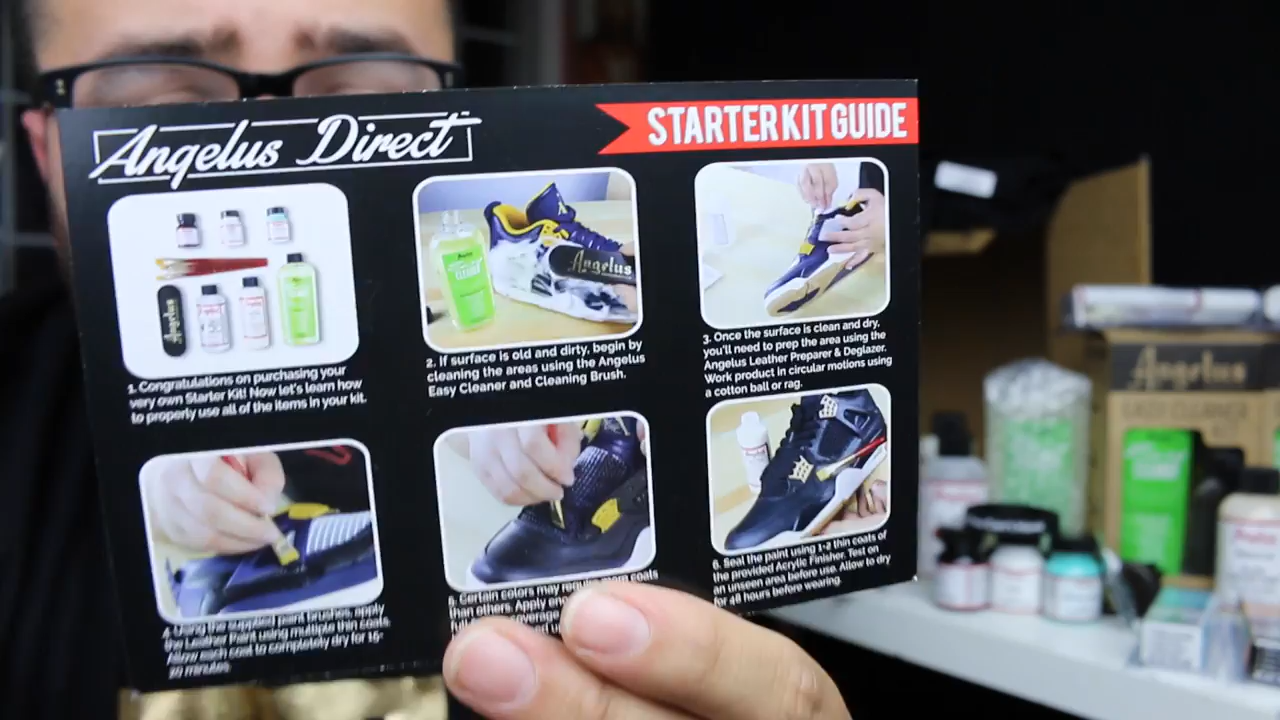 Angelus Direct
STARTER KIT GUIDE
Angelus
Angelus
1. Congratulations on purchasing your
very own Starter Kit! Now let's learn how
to properly use all of the items in your kit.
2. If surface is old and dirty, begin by
cleaning the areas using the Angelus
Easy Cleaner and Cleaning Brush.
3. Once the surface is clean and dry,
you'll need to prep the area using the
Angelus Leather Preparer & Deglazer.
Work product in circular motions using
a cotton ball or rag.
4. Using the supplied paint brushes, apply
the Leather Paint using multiple thin coats.
Allow each coat to completely dry for 15-
20 minutes.
5. Certain colors may require more coats
than others. Apply
6. Seal the paint using 1-2 thin coats of
the provided Acrylic Finisher. Test on
an unseen area before use. Allow to dry
for 48 hours before wearing.
Angelus
EASY CLEANER